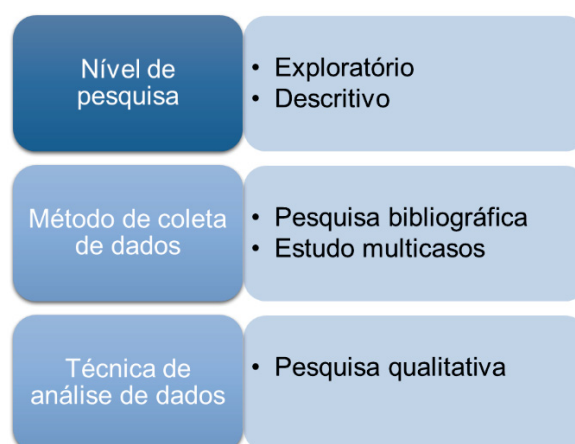 Nível de
pesquisa
• Exploratório
• Descritivo
Método de coleta
de dados
• Pesquisa bibliográfica
• Estudo multicasos
Técnica de
análise de dados
• Pesquisa qualitativa